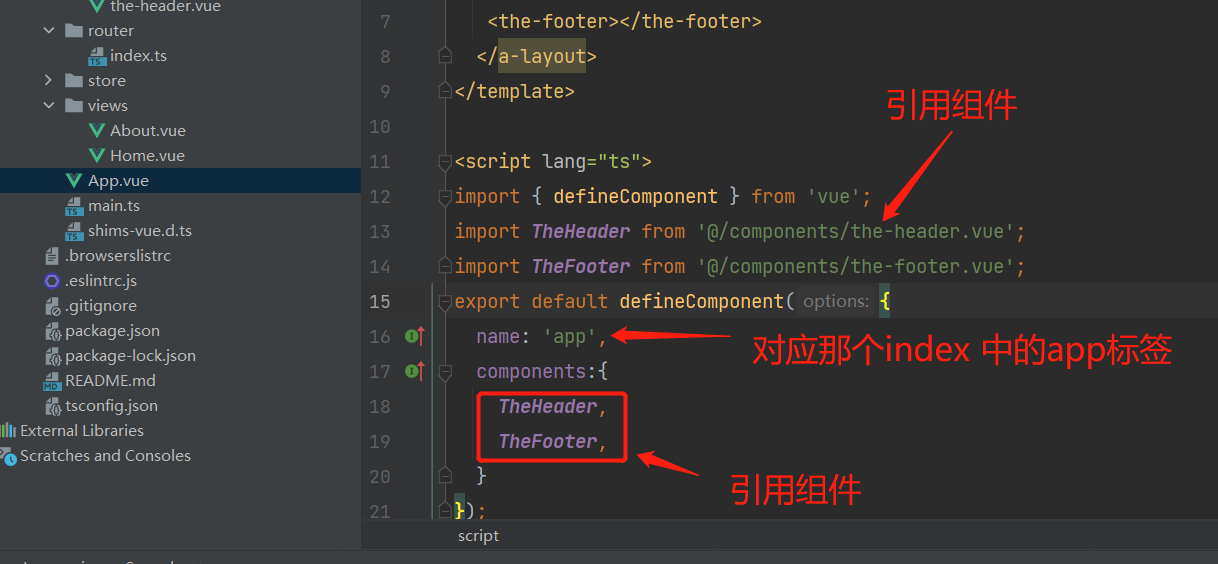 the-header.vue
router
index.ts
store
views
About.vue
Home.vue
App.vue
main.ts
shims-vue.d.ts
.browserslistrc
.eslintrc.js
.gitignore
package.json
package-lock.json
README.md
tsconfig.json
External Libraries
Scratches and Consoles
7 <the-footer></the-footer>
8 </a-layout>
9 </template>
10
引用组件
11 <script lang="ts">
12 import { defineComponent } from 'vue';
13 import TheHeader from '@/components/the-header.vue';
14 import TheFooter from '@/components/the-footer.vue';
15 export default defineComponent( options: {
16 name: 'app',
对应那个index 中的app标签
17 components:{
18 TheHeader,
19 TheFooter,
引用组件
20 }
21 });
script